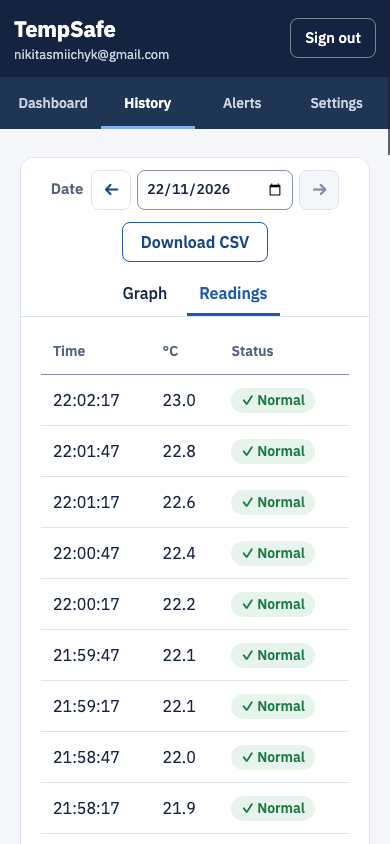 TempSafe
nikitasmiichyk@gmail.com
Sign out
Dashboard History Alerts Settings
Date 22/11/2026
Download CSV
Graph Readings
Time °C Status
22:02:17 23.0 ✓ Normal
22:01:47 22.8 ✓ Normal
22:01:17 22.6 ✓ Normal
22:00:47 22.4 ✓ Normal
22:00:17 22.2 ✓ Normal
21:59:47 22.1 ✓ Normal
21:59:17 22.1 ✓ Normal
21:58:47 22.0 ✓ Normal
21:58:17 21.9 ✓ Normal